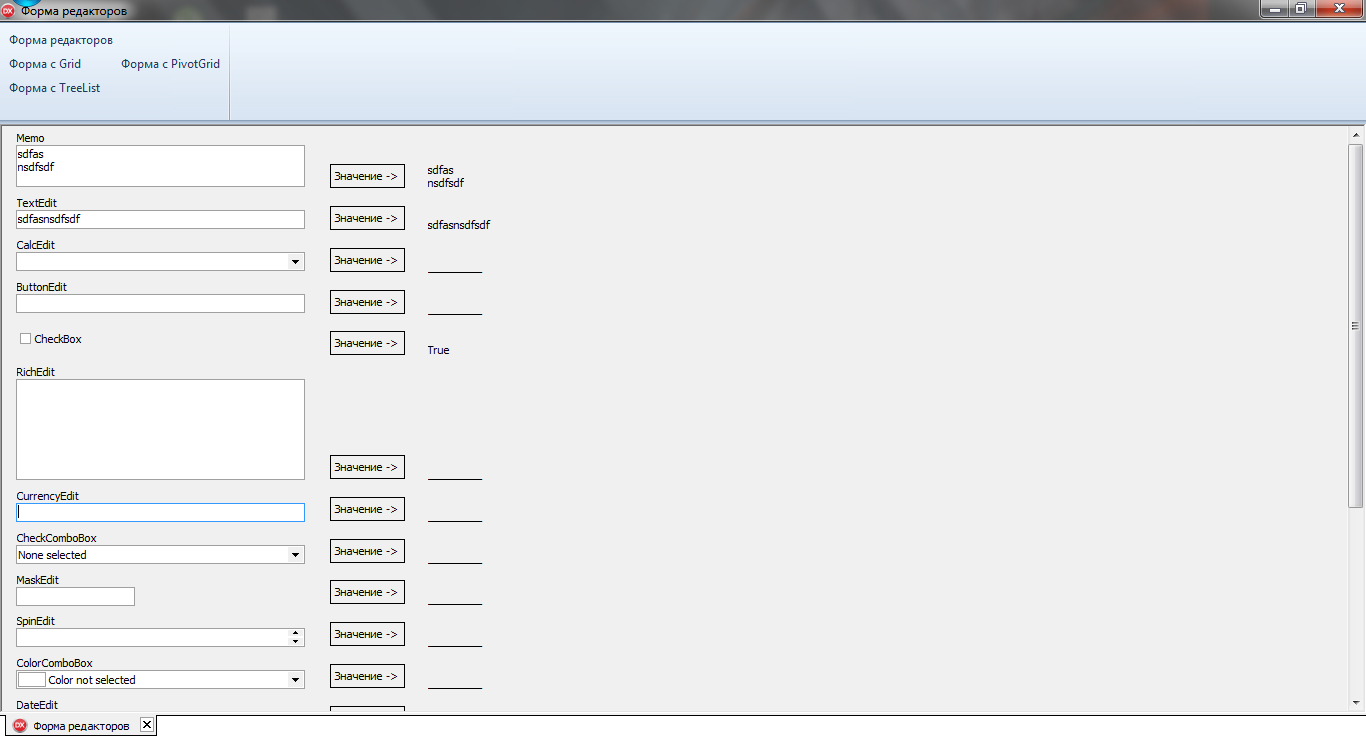 DX Форма редакторов
Форма редакторов
Форма с Grid Форма с PivotGrid
Форма с TreeList
Memo
sdfas
nsdfsdf
Значение ->
sdfas
nsdfsdf
TextEdit
sdfasnsdfsdf
Значение ->
sdfasnsdfsdf
CalcEdit
Значение ->
ButtonEdit
Значение ->
CheckBox
Значение ->
True
RichEdit
Значение ->
CurrencyEdit
Значение ->
CheckComboBox
None selected
Значение ->
MaskEdit
Значение ->
SpinEdit
Значение ->
ColorComboBox
Color not selected
Значение ->
DateEdit
DX Форма редакторов